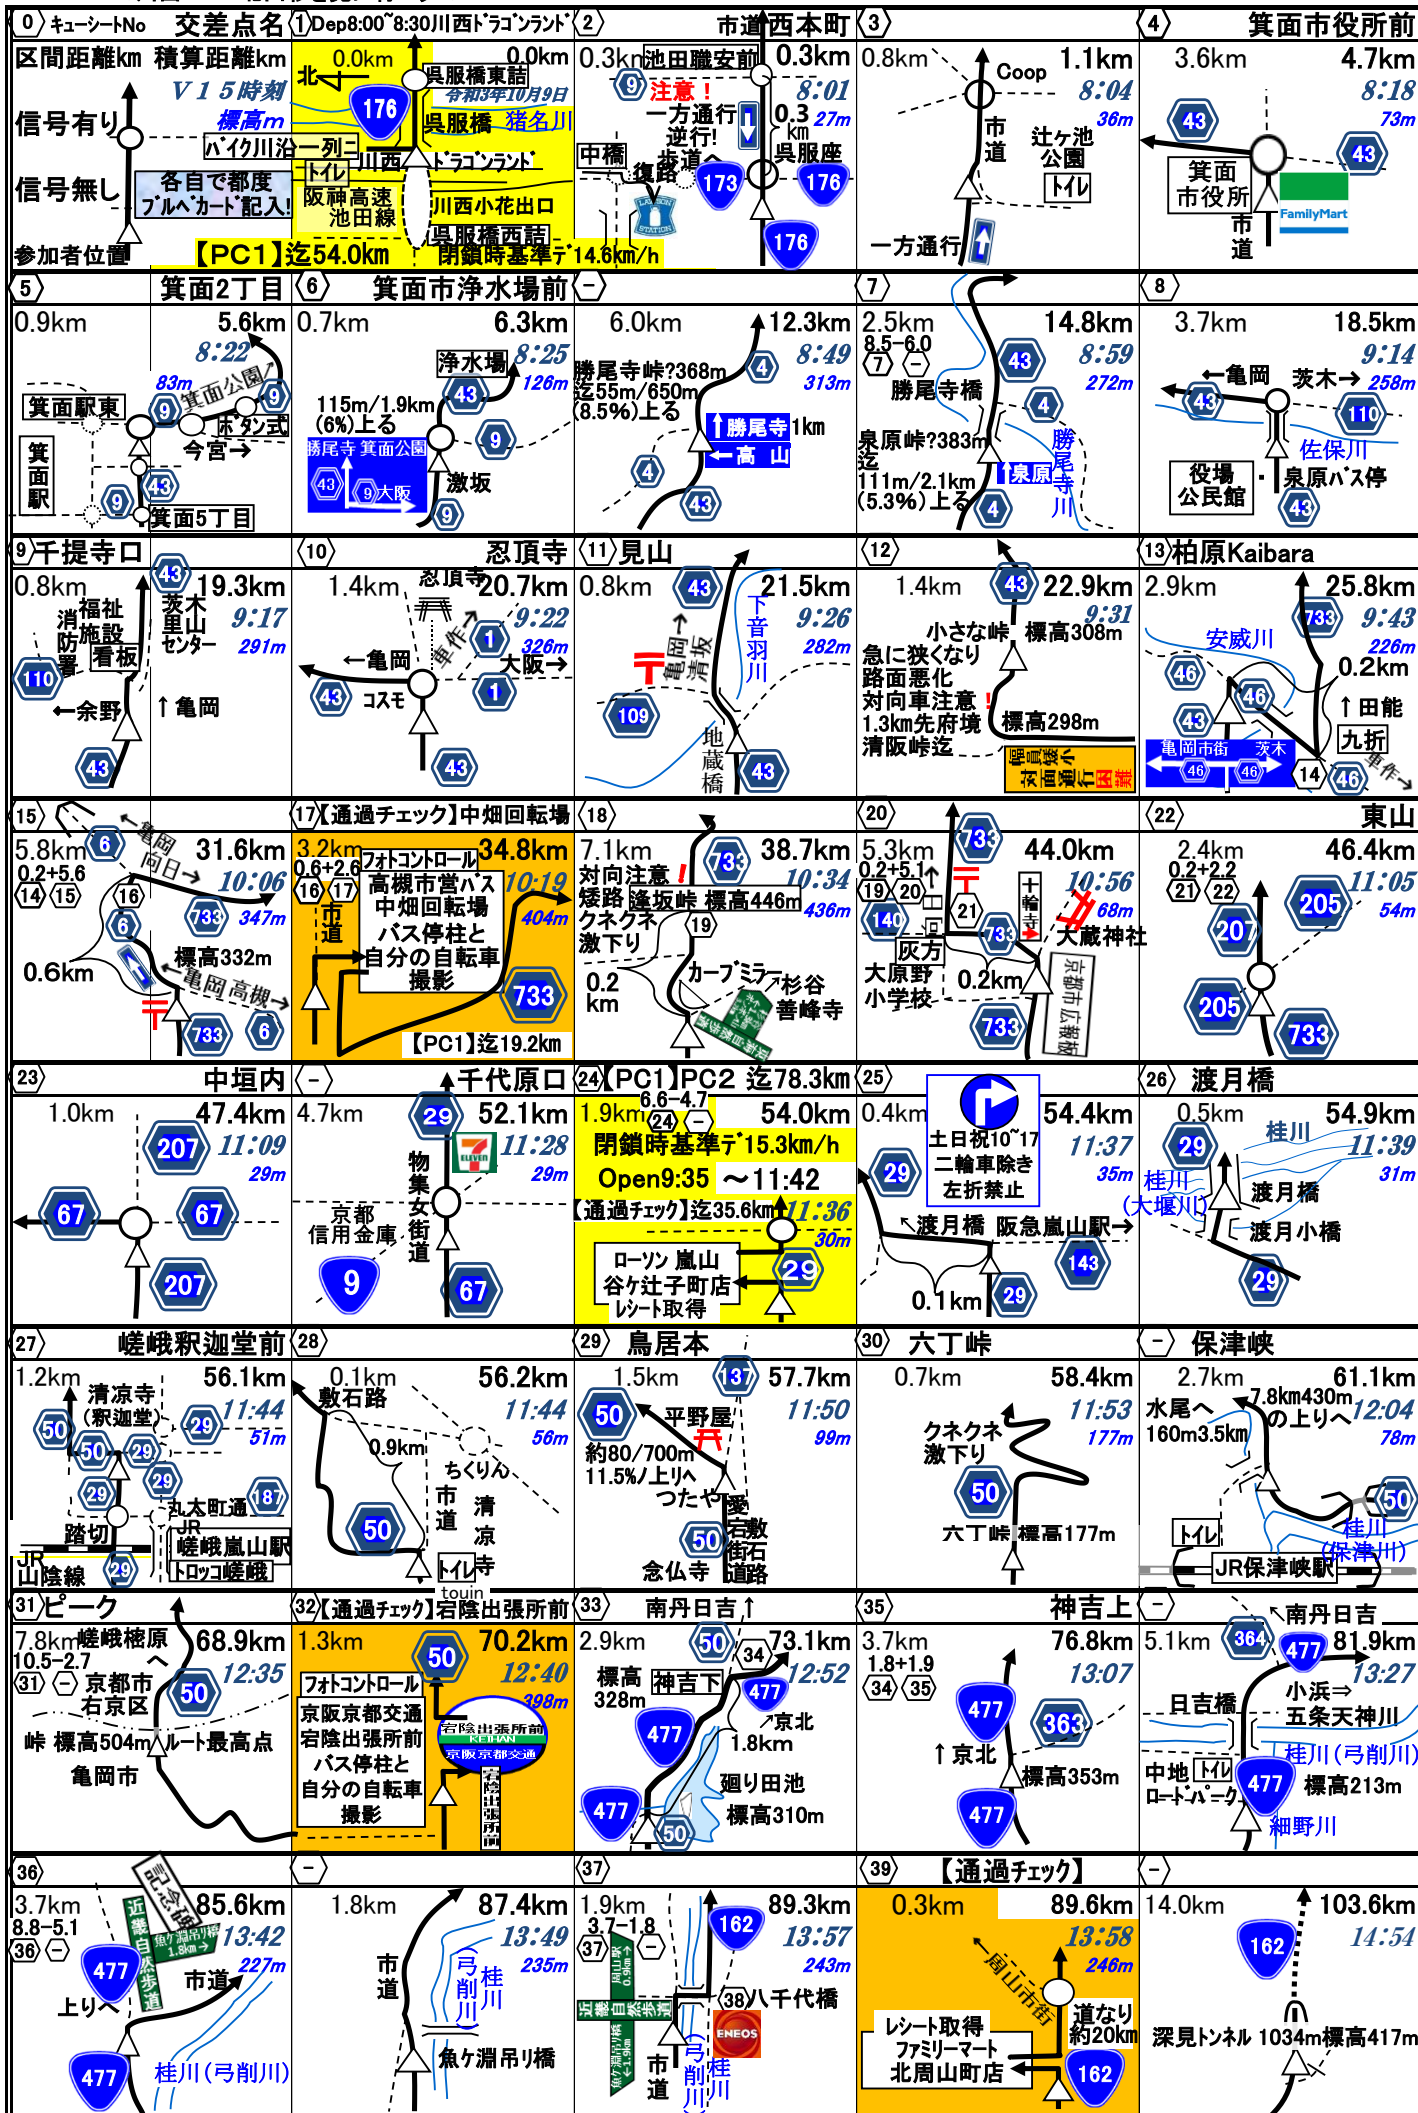 0 キューシートNo 交差点名
区間距離km 積算距離km
V15時刻
標高m
信号有り
信号無し
参加者位置
バイク川沿一列ニ
各自で都度
ブルベカード記入!
1 Dep8:00~8:30川西ドラゴンランド
0.0km 0.0km
北
呉服橋東詰
令和3年10月9日
176
呉服橋 猪名川
川西 ドラゴンランド
トイレ
阪神高速
池田線
川西小花出口
呉服橋西詰
【PC1】迄54.0km 閉鎖時基準デ14.6km/h
2 市道 西本町
0.3km 池田職安前 0.3km
9 注意!
8:01
27m
一方通行
逆行!
歩道へ
0.3
km
中橋
復路
呉服座
173 176
LAWSON
STATION
176
3
0.8km 1.1km
Coop
8:04
36m
市道
辻ヶ池
公園
トイレ
一方通行
4 箕面市役所前
3.6km 4.7km
8:18
73m
43
43
箕面
市役所
FamilyMart
市道
5 箕面2丁目
0.9km 5.6km
8:22
83m
箕面公園
箕面駅東 9 9
ボタン式
今宮→
箕面駅
43
9
箕面5丁目
6 箕面市浄水場前
0.7km 6.3km
浄水場 8:25
43 126m
115m/1.9km
(6%)上る
9
勝尾寺 箕面公園
43 9大阪
激坂
9
-
6.0km 12.3km
4 8:49
313m
勝尾寺峠?368m
迄55m/650m
(8.5%)上る
↑勝尾寺 1km
←高山
4
43
7
2.5km 14.8km
8.5-6.0
7 -
8:59
272m
43
勝尾寺橋
4
泉原峠?383m
迄
111m/2.1km
(5.3%)上る
↑泉原
勝尾寺川
4
8
3.7km 18.5km
9:14
258m
←亀岡 茨木→
43
110
佐保川
役場
公民館
泉原バス停
43
9 千提寺口
0.8km 43 19.3km
9:17
291m
消防署
福祉
施設
看板
茨木
里山
センター
110
←余野 ↑亀岡
43
10 忍頂寺
1.4km 20.7km
忍頂寺
9:22
326m
車作→
1
←亀岡 大阪→
43 コスモ 1
43
11 見山
0.8km 21.5km
43
9:26
282m
下音羽川
亀岡→
清坂
109
地蔵橋
43
12
1.4km 22.9km
43
9:31
小さな峠 標高308m
急に狭くなり
路面悪化
対向車注意!
1.3km先府境
清阪峠迄
標高298m
幅員矮小
対面通行困難
13 柏原Kaibara
2.9km 25.8km
733 9:43
226m
安威川
0.2km
46
46
43
↑田能
九折
亀岡市街 茨木
46 46
14 46
車作→
15
5.8km 31.6km
0.2+5.6
14 15
6
←亀岡
向日→
10:06
347m
16
733
6
標高332m
0.6km
←亀岡 高槻→
733 6
17【通過チェック】中畑回転場
3.2km 34.8km
0.6+2.6
16 17
フォトコントロール
10:19
404m
市道
高槻市営バス
中畑回転場
バス停柱と
自分の自転車
撮影
733
【PC1】迄19.2km
18
7.1km 38.7km
対向注意!
733 10:34
436m
矮路 逢坂峠 標高446m
クネクネ
激下り
19
0.2
km
カーブミラー
↗杉谷
善峰寺
20
5.3km 44.0km
0.2+5.1
19 20
733
10:56
68m
140 向日→
21
十輪寺
灰方 733
大蔵神社
大原野
小学校
0.2km
733
京都市広報板
22 東山
2.4km 46.4km
0.2+2.2
21 22
11:05
54m
205
207
205
733
23 中垣内
1.0km 47.4km
207 11:09
29m
67 67
207
- 千代原口
4.7km 52.1km
29 11:28
29m
ELEVEN
物集女街道
京都
信用金庫
9
67
24【PC1】PC2 迄78.3km
6.6-4.7
1.9km 24 - 54.0km
閉鎖時基準デ15.3km/h
Open9:35 ~11:42
【通過チェック】迄35.6km 11:36
30m
ローソン 嵐山
谷ケ辻子町店
レシート取得
29
25
0.4km 54.4km
土日祝10~17
二輪車除き
左折禁止
11:37
35m
29
↖渡月橋 阪急嵐山駅→
143
0.1km 29
26 渡月橋
0.5km 54.9km
29 桂川 11:39
31m
桂川
(大堰川)
渡月橋
渡月小橋
29
27 嵯峨釈迦堂前
1.2km 56.1km
清凉寺
(釈迦堂)
11:44
51m
50 29
50 29
29
29
丸太町通 187
踏切
JR
嵯峨嵐山駅
トロッコ嵯峨
JR
山陰線 29
28
0.1km 56.2km
敷石路
11:44
56m
0.9km
ちくりん
市道
清凉寺
50
トイレ
29 鳥居本
1.5km 137 57.7km
50 平野屋 11:50
99m
約80/700m
11.5%ノ上りへ
つたや
50
愛宕街道
敷石路
念仏寺
30 六丁峠
0.7km 58.4km
11:53
177m
クネクネ
激下り
50
六丁峠 標高177m
- 保津峡
2.7km 61.1km
7.8km430m
の上りへ
12:04
78m
水尾へ
160m3.5km
50
桂川
(保津川)
トイレ
JR保津峡駅
31 ピーク
7.8km 68.9km
10.5-2.7
31 -
嵯峨樒原
へ
12:35
京都市
右京区
50
峠 標高504m ルート最高点
亀岡市
touin
32【通過チェック】宕陰出張所前
1.3km 70.2km
50
12:40
398m
フォトコントロール
京阪京都交通
宕陰出張所前
バス停柱と
自分の自転車
撮影
宕陰出張所前
KEIHAN
京阪京都交通
宕陰出張所前
33 南丹日吉↑
2.9km 50 73.1km
34
12:52
標高
328m
神吉下
477
↗京北
477
1.8km
廻り田池
標高310m
477
50
35 神吉上
3.7km 76.8km
1.8+1.9
34 35
13:07
477
363
↑京北
標高353m
477
-
↖南丹日吉
5.1km 364 477 81.9km
13:27
日吉橋
小浜⇒
五条天神川
桂川(弓削川)
中地 トイレ
ロードパーク
477
標高213m
細野川
36
3.7km 85.6km
8.8-5.1
36 -
記念碑
近畿自然歩道
魚ケ淵吊り橋
1.8km→
13:42
227m
477
市道
上りへ
桂川(弓削川)
477
-
1.8km 87.4km
13:49
235m
市道
桂川
(弓削川)
魚ケ淵吊り橋
37
1.9km 89.3km
3.7-1.8
37 -
162
13:57
243m
周山駅
0.9km
近畿自然歩道
38 八千代橋
魚ケ淵吊り橋
←1.9km
ENEOS
市道
桂川
(弓削川)
39 【通過チェック】
0.3km 89.6km
13:58
246m
←周山市街
レシート取得
ファミリーマート
北周山町店
道なり
約20km
162
-
14.0km 103.6km
14:54
162
深見トンネル 1034m標高417m